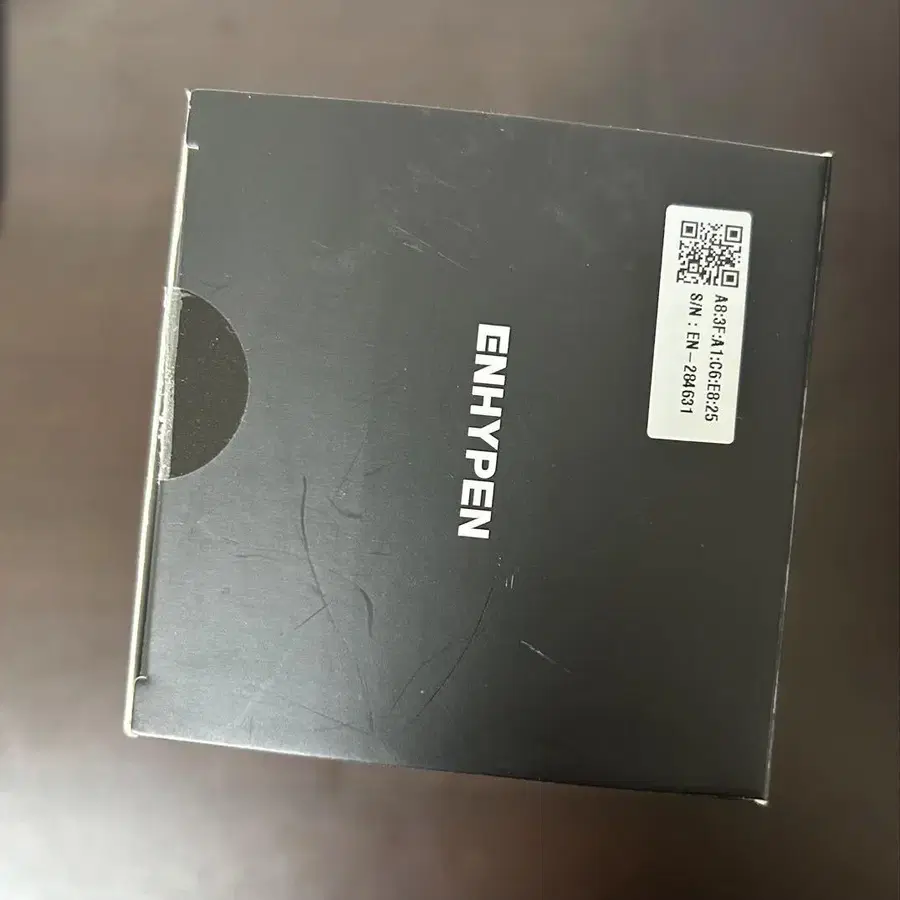 A8:3F:A1:C6:E8:25
S/N : EN-284631
ENHYPEN